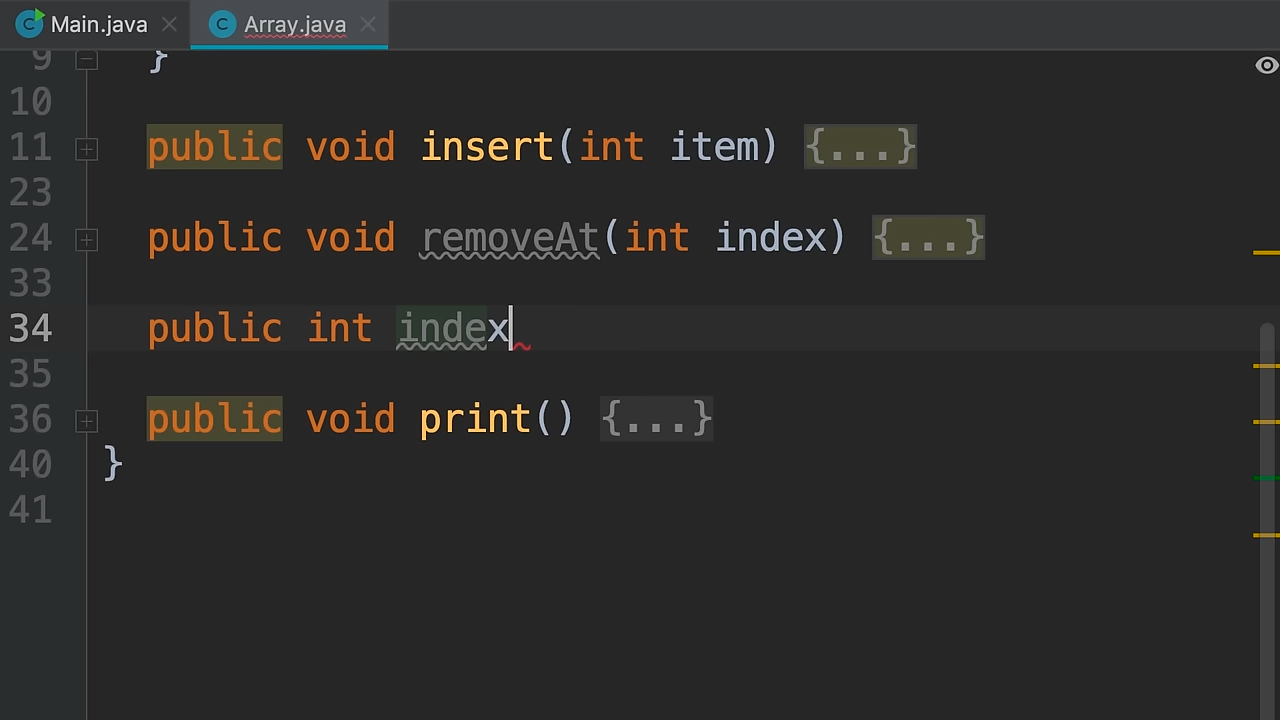 Main.java Array.java
9 }
10
11 public void insert(int item) {...}
23
24 public void removeAt(int index) {...}
33
34 public int index
35
36 public void print() {...}
40 }
41